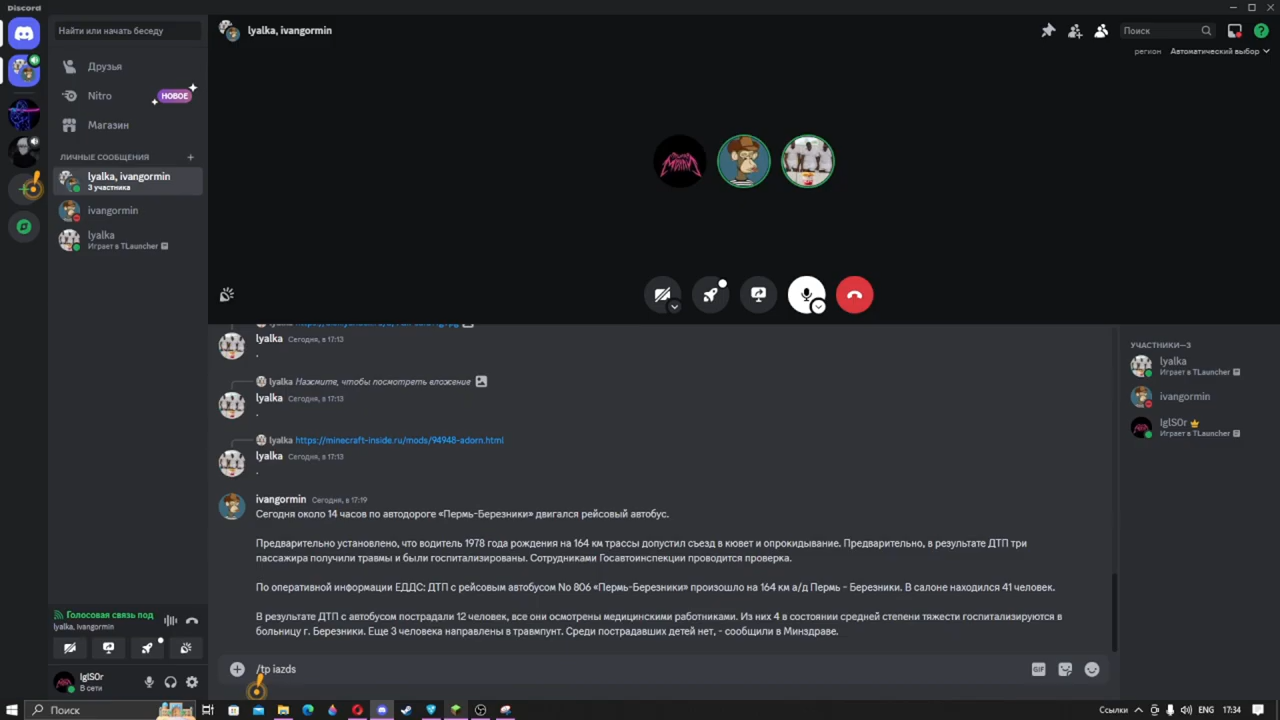 Discord
Найти или начать беседу
lyalka, ivangormin
Поиск
регион Автоматический выбор
Друзья
Nitro
НОВОЕ
Магазин
ЛИЧНЫЕ СООБЩЕНИЯ
lyalka, ivangormin
3 участника
ivangormin
lyalka
Играет в TLauncher
lyalka
lyalka Сегодня, в 17:13
.
lyalka Нажмите, чтобы посмотреть вложение
lyalka Сегодня, в 17:13
.
lyalka https://minecraft-inside.ru/mods/94948-adorn.html
lyalka Сегодня, в 17:13
.
ivangormin Сегодня, в 17:19
Сегодня около 14 часов по автодороге «Пермь-Березники» двигался рейсовый автобус.
Предварительно установлено, что водитель 1978 года рождения на 164 км трассы допустил съезд в кювет и опрокидывание. Предварительно, в результате ДТП три
пассажира получили травмы и были госпитализированы. Сотрудниками Госавтоинспекции проводится проверка.
По оперативной информации ЕДДС: ДТП с рейсовым автобусом No 806 «Пермь-Березники» произошло на 164 км а/д Пермь - Березники. В салоне находился 41 человек.
В результате ДТП с автобусом пострадали 12 человек, все они осмотрены медицинскими работниками. Из них 4 в состоянии средней степени тяжести госпитализируются в
больницу г. Березники. Еще 3 человека направлены в травмпункт. Среди пострадавших детей нет, - сообщили в Минздраве.
УЧАСТНИКИ—3
lyalka
Играет в TLauncher
ivangormin
IglS0r
Играет в TLauncher
Голосовая связь под
lyalka, ivangormin
IglS0r
В сети
/tp iazds
GIF
Поиск
Ссылки
ENG
17:34